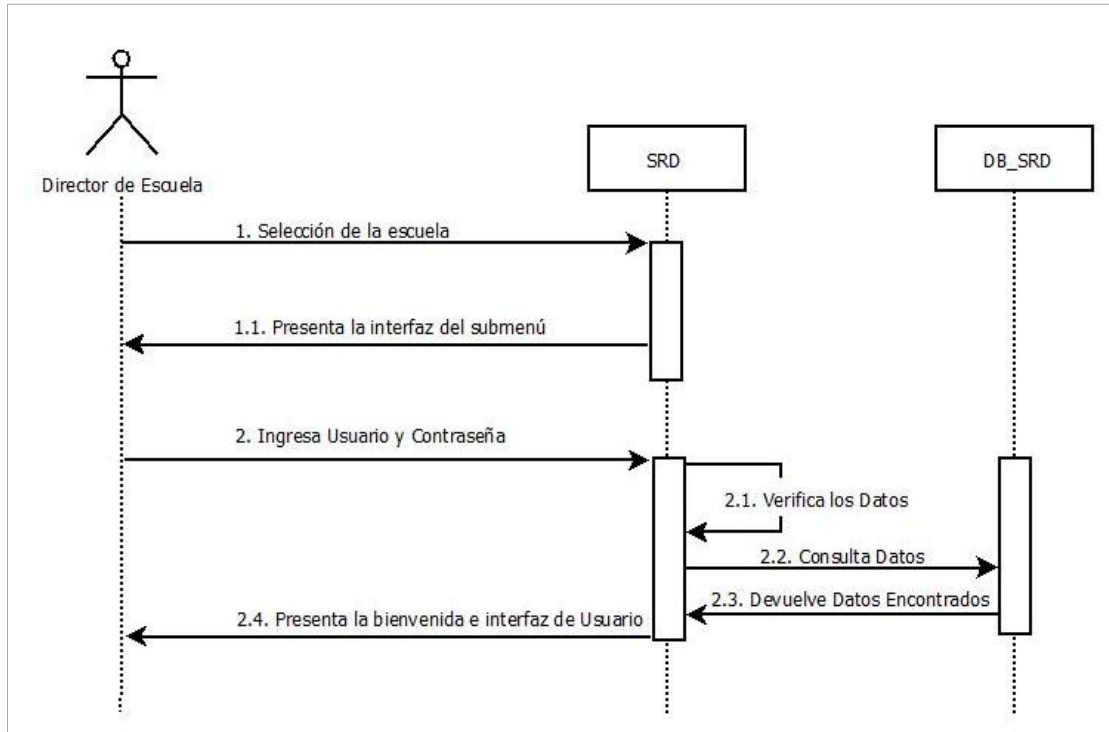 SRD
DB_SRD
Director de Escuela
1. Selección de la escuela
1.1. Presenta la interfaz del submenú
2. Ingresa Usuario y Contraseña
2.1. Verifica los Datos
2.2. Consulta Datos
2.3. Devuelve Datos Encontrados
2.4. Presenta la bienvenida e interfaz de Usuario